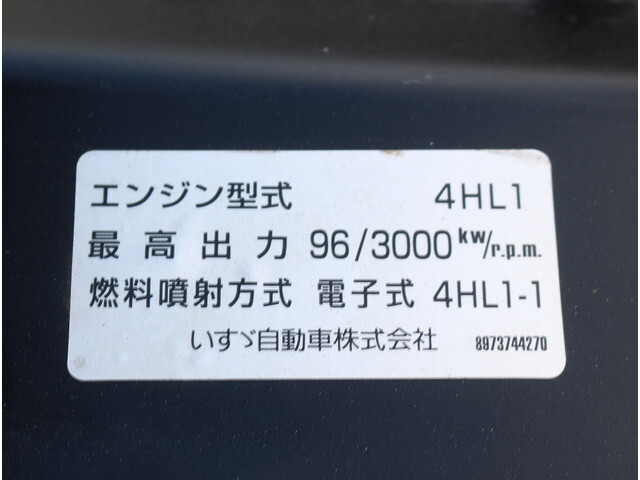 エンジン型式 4HL1
最高出力 96/3000 kw/r.p.m.
燃料噴射方式 電子式 4HL1-1
いすゞ自動車株式会社 8973744270